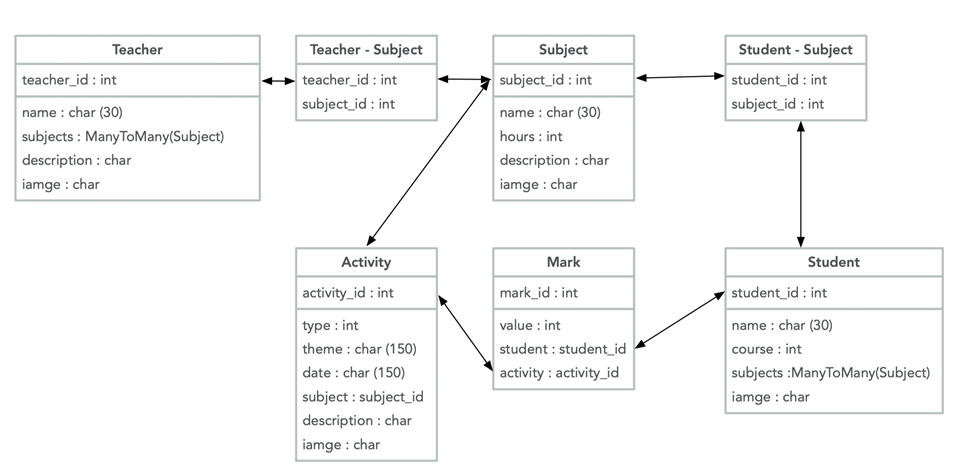 Teacher
teacher_id : int
name : char (30)
subjects : ManyToMany(Subject)
description : char
iamge : char
Teacher - Subject
teacher_id : int
subject_id : int
Subject
subject_id : int
name : char (30)
hours : int
description : char
iamge : char
Student - Subject
student_id : int
subject_id : int
Activity
activity_id : int
type : int
theme : char (150)
date : char (150)
subject : subject_id
description : char
iamge : char
Mark
mark_id : int
value : int
student : student_id
activity : activity_id
Student
student_id : int
name : char (30)
course : int
subjects :ManyToMany(Subject)
iamge : char